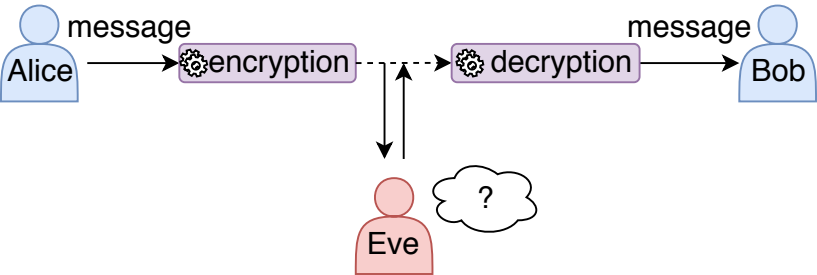 message
message
Alice
encryption
decryption
Bob
?
Eve